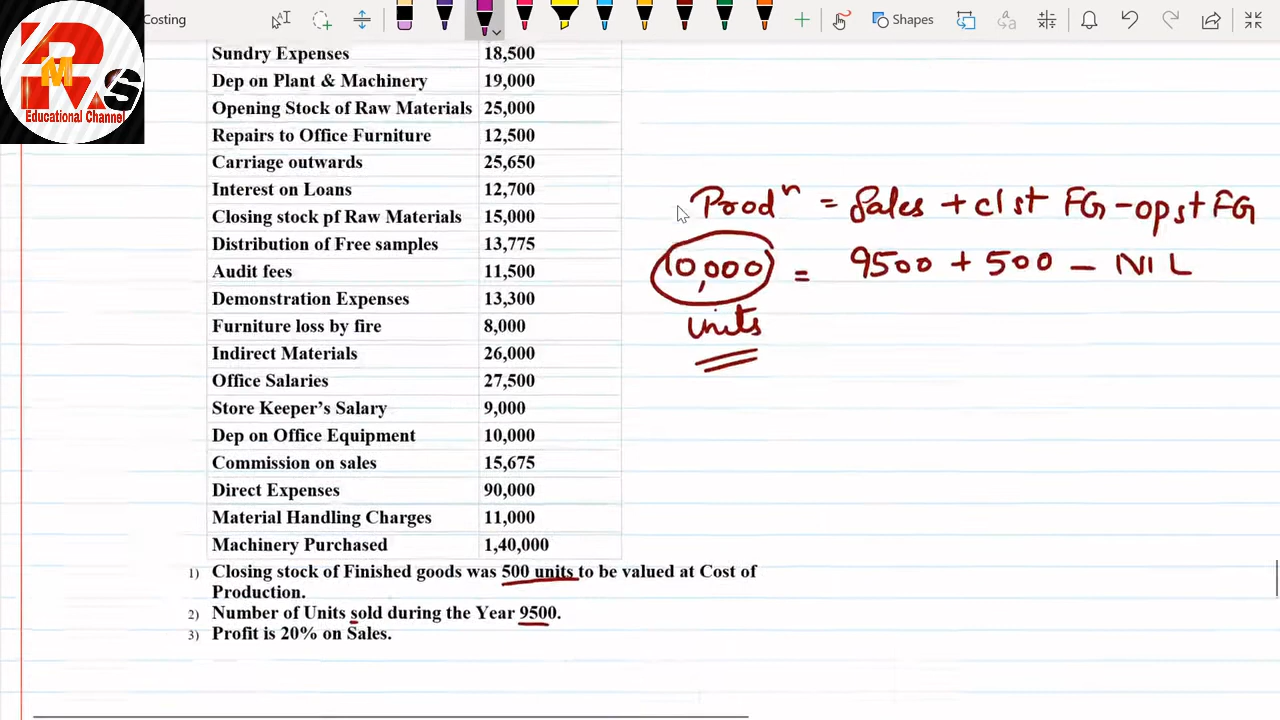 Costing
Shapes
RMS
Educational Channel
Sundry Expenses 18,500
Dep on Plant & Machinery 19,000
Opening Stock of Raw Materials 25,000
Repairs to Office Furniture 12,500
Carriage outwards 25,650
Interest on Loans 12,700
Closing stock pf Raw Materials 15,000
Distribution of Free samples 13,775
Audit fees 11,500
Demonstration Expenses 13,300
Furniture loss by fire 8,000
Indirect Materials 26,000
Office Salaries 27,500
Store Keeper's Salary 9,000
Dep on Office Equipment 10,000
Commission on sales 15,675
Direct Expenses 90,000
Material Handling Charges 11,000
Machinery Purchased 1,40,000
1) Closing stock of Finished goods was 500 units to be valued at Cost of
Production.
2) Number of Units sold during the Year 9500.
3) Profit is 20% on Sales.
Prodn = Sales + clst FG - opst FG
10,000 = 9500 + 500 - NIL
units